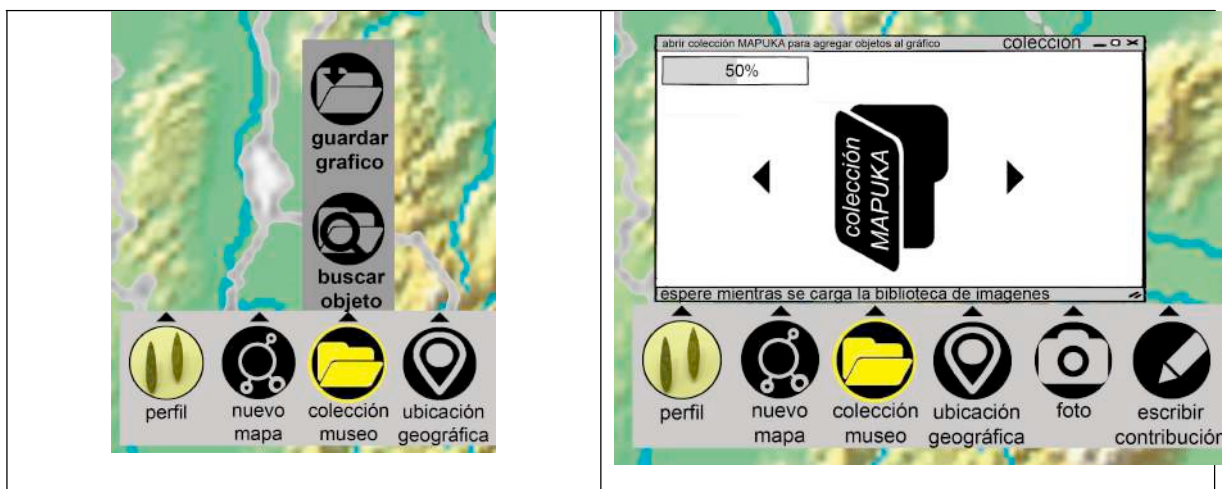 guardar
grafico
buscar
objeto
perfil
nuevo
mapa
colección
museo
ubicación
geográfica
abrir colección MAPUKA para agregar objetos al gráfico
colección
50%
colección
MAPUKA
espere mientras se carga la biblioteca de imagenes
perfil
nuevo
mapa
colección
museo
ubicación
geográfica
foto
escribir
contribución